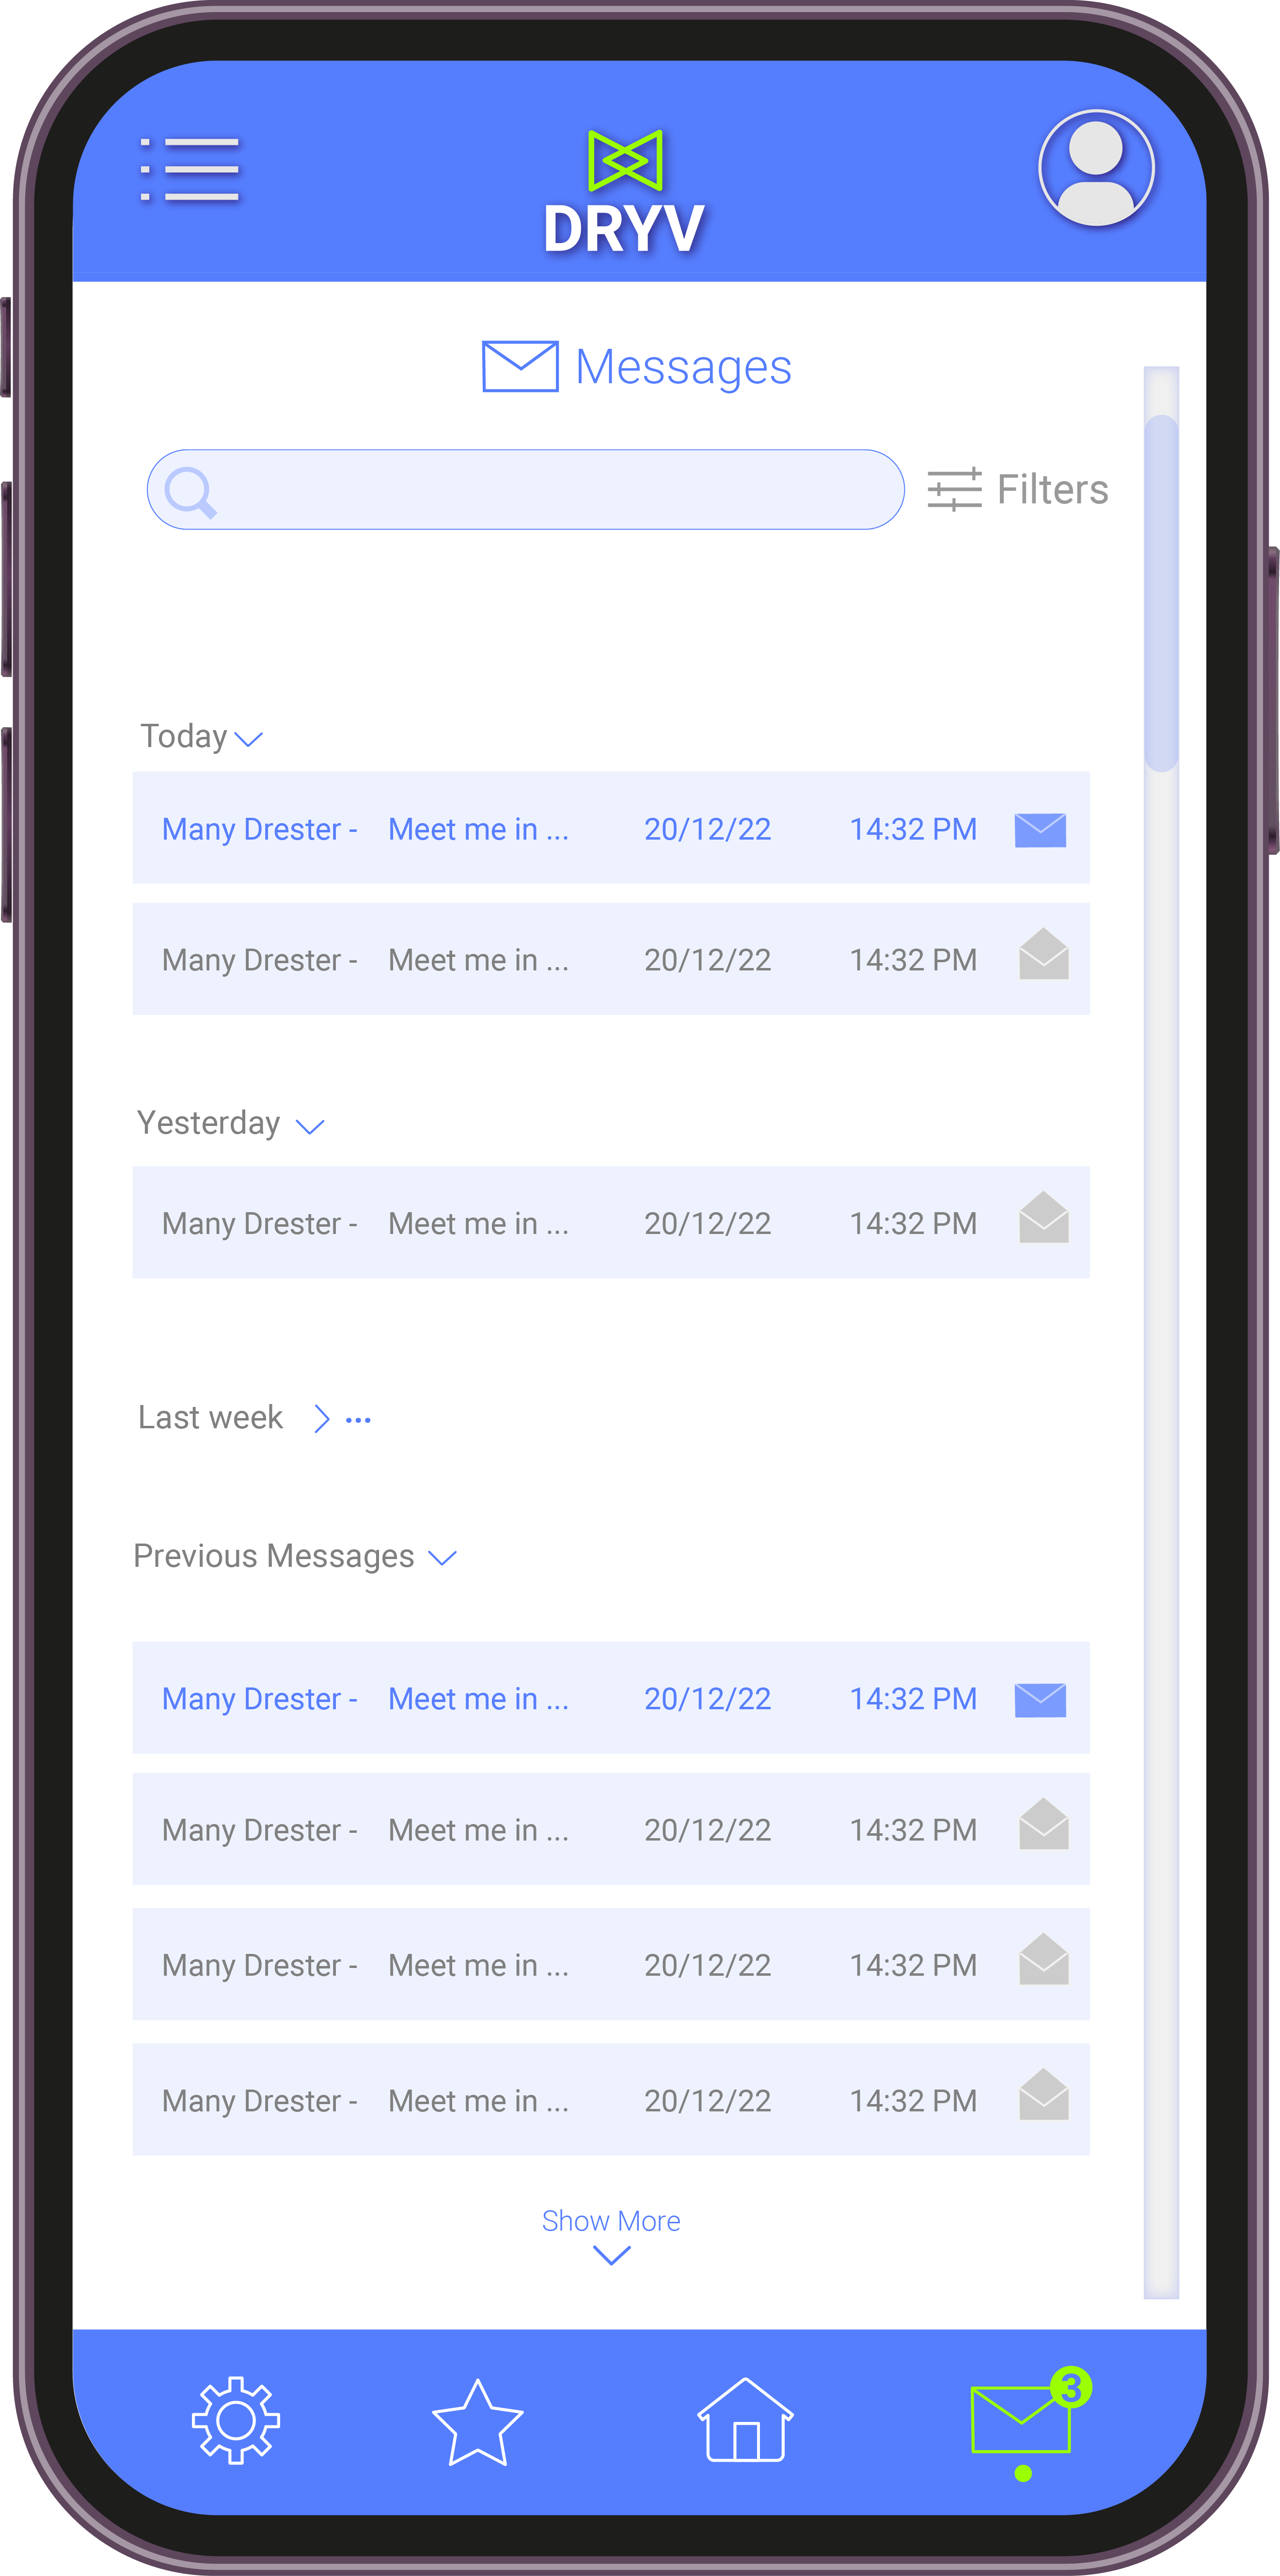 DRYV
Messages
Filters
Today
Many Drester - Meet me in ... 20/12/22 14:32 PM
Many Drester - Meet me in ... 20/12/22 14:32 PM
Yesterday
Many Drester - Meet me in ... 20/12/22 14:32 PM
Last week
Previous Messages
Many Drester - Meet me in ... 20/12/22 14:32 PM
Many Drester - Meet me in ... 20/12/22 14:32 PM
Many Drester - Meet me in ... 20/12/22 14:32 PM
Many Drester - Meet me in ... 20/12/22 14:32 PM
Show More
3